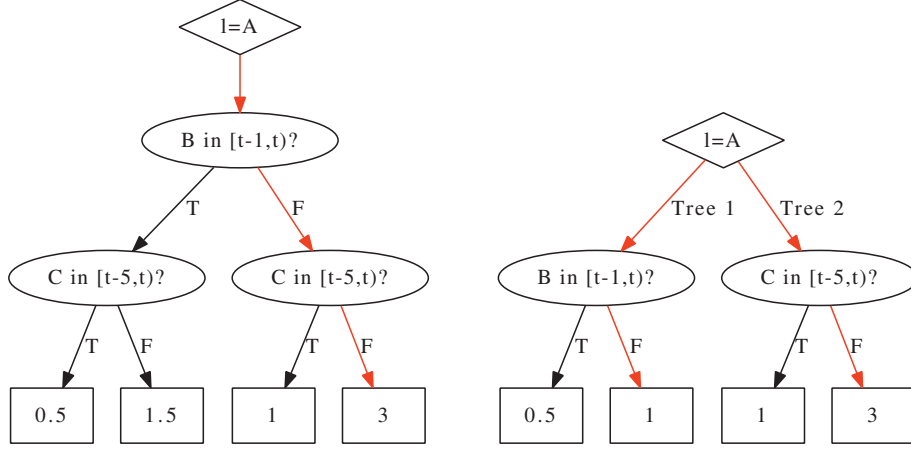 l=A
B in [t-1,t)?
T
F
C in [t-5,t)?
C in [t-5,t)?
T
F
T
F
0.5
1.5
1
3
l=A
Tree 1
Tree 2
B in [t-1,t)?
C in [t-5,t)?
T
F
T
F
0.5
1
1
3